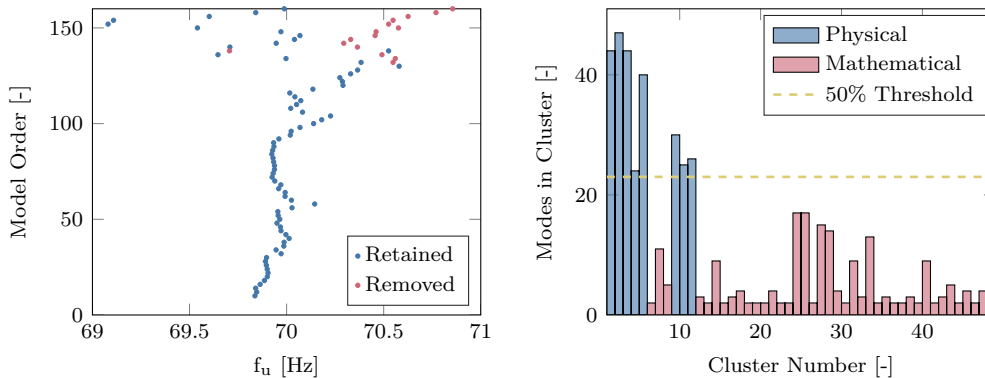 150
100
50
0
Model Order [-]
69
69.5
70
70.5
71
f_u [Hz]
Retained
Removed
40
20
0
Modes in Cluster [-]
10
20
30
40
Cluster Number [-]
Physical
Mathematical
50% Threshold